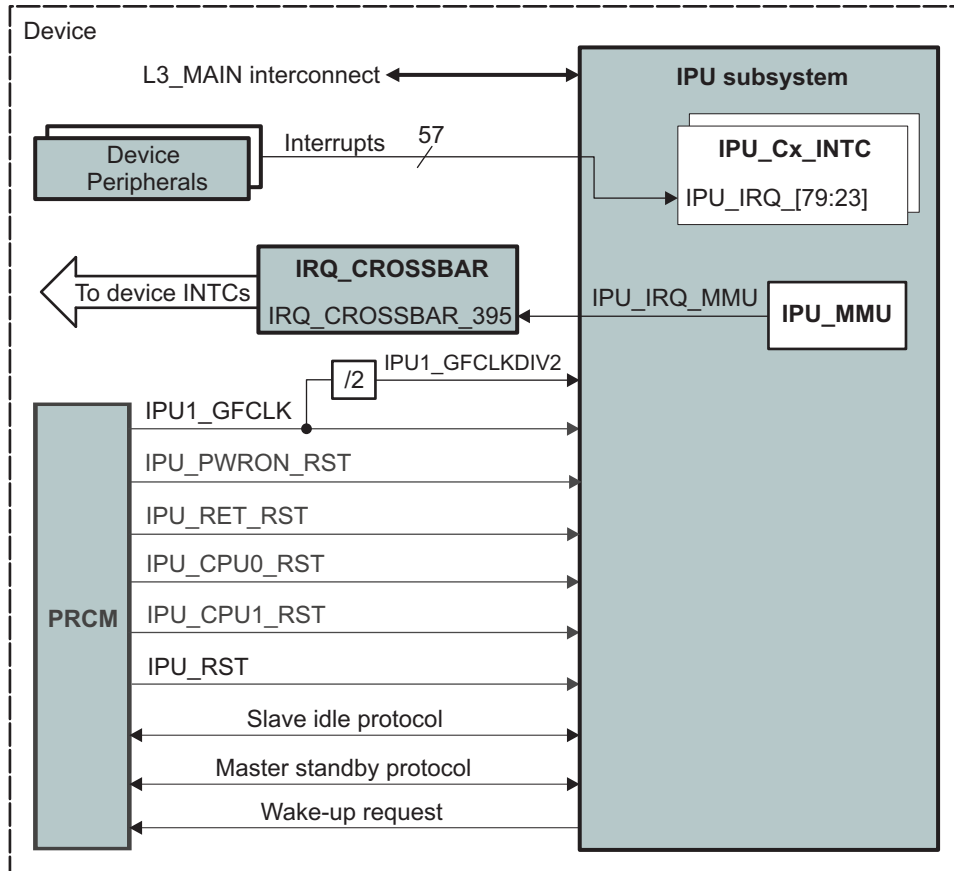 Device
L3_MAIN interconnect
IPU subsystem
Interrupts
57
Device
Peripherals
IPU_Cx_INTC
IPU_IRQ_[79:23]
IRQ_CROSSBAR
To device INTCs
IRQ_CROSSBAR_395
IPU_IRQ_MMU
IPU_MMU
/2
IPU1_GFCLKDIV2
IPU1_GFCLK
IPU_PWRON_RST
IPU_RET_RST
IPU_CPU0_RST
IPU_CPU1_RST
PRCM
IPU_RST
Slave idle protocol
Master standby protocol
Wake-up request